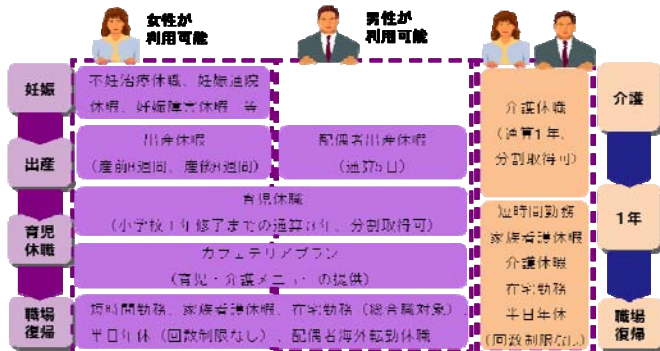 女性が
利用可能
男性が
利用可能
妊娠
不妊治療休職、妊娠通院
休暇、妊娠障害休暇 等
出産
出産休暇
(産前8週間、産後8週間)
配偶者出産休暇
(通算5日)
育児
休職
育児休職
(小学校1年修了までの通算3年、分割取得可)
カフェテリアプラン
(育児・介護メニューの提供)
職場
復帰
短時間勤務、家族看護休暇、在宅勤務(総合職対象)、
半日年休(回数制限なし)、配偶者海外転勤休職
介護休職
(通算1年、
分割取得可)
短時間勤務
家族看護休暇
介護休暇
在宅勤務
半日年休
(回数制限なし)
介護
1年
職場
復帰